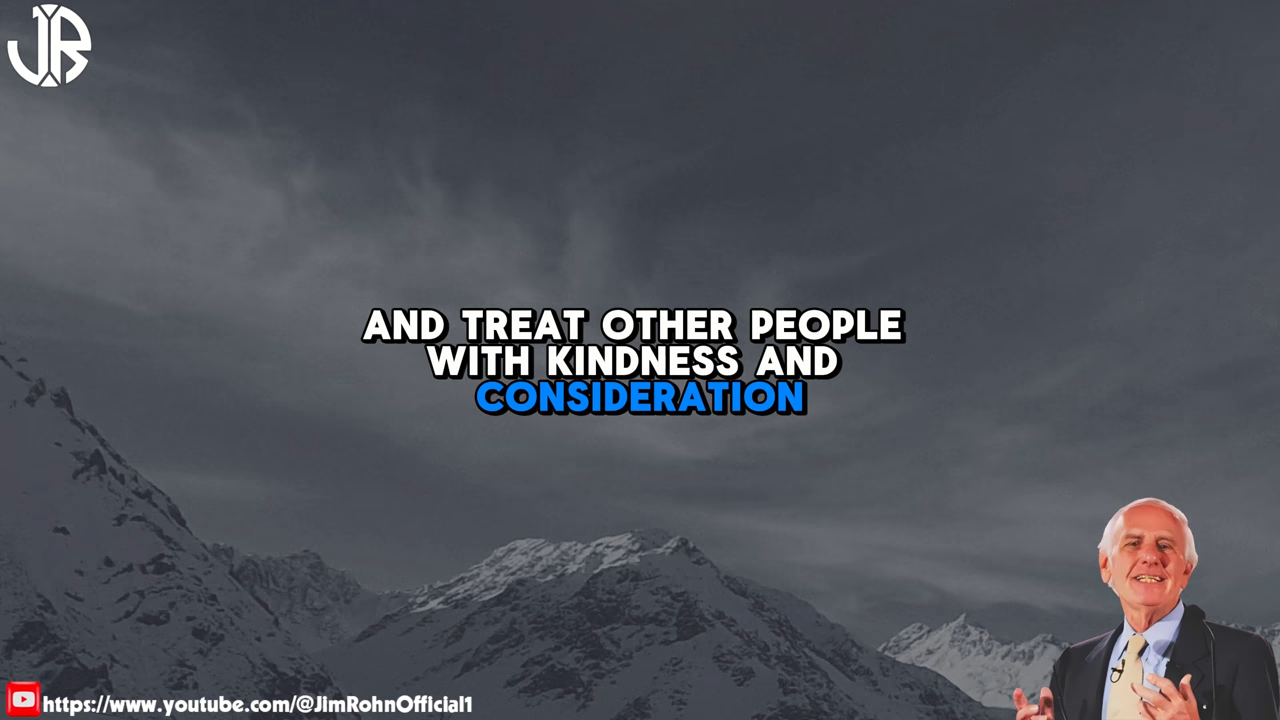 JR
AND TREAT OTHER PEOPLE
WITH KINDNESS AND
CONSIDERATION
https://www.youtube.com/@JimRohnOfficial1